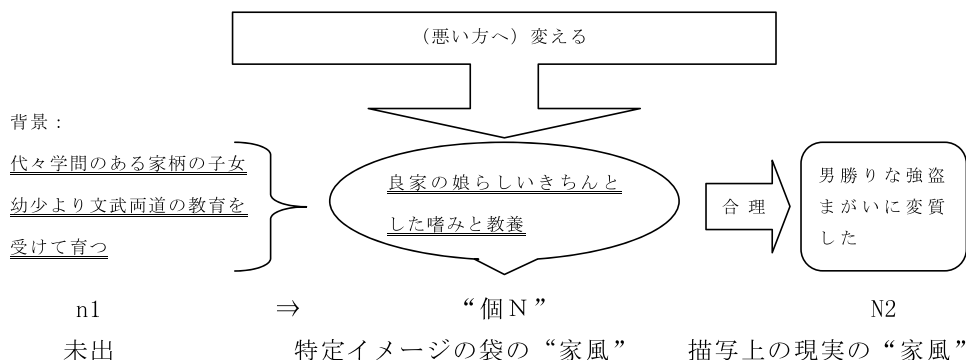 （悪い方へ）変える
背景：
代々学問のある家柄の子女
幼少より文武両道の教育を
受けて育つ
良家の娘らしいきちんと
した嗜みと教養
合理
男勝りな強盗
まがいに変質
した
n1 ⇒ “個Ｎ” N2
未出 特定イメージの袋の“家風” 描写上の現実の“家風”